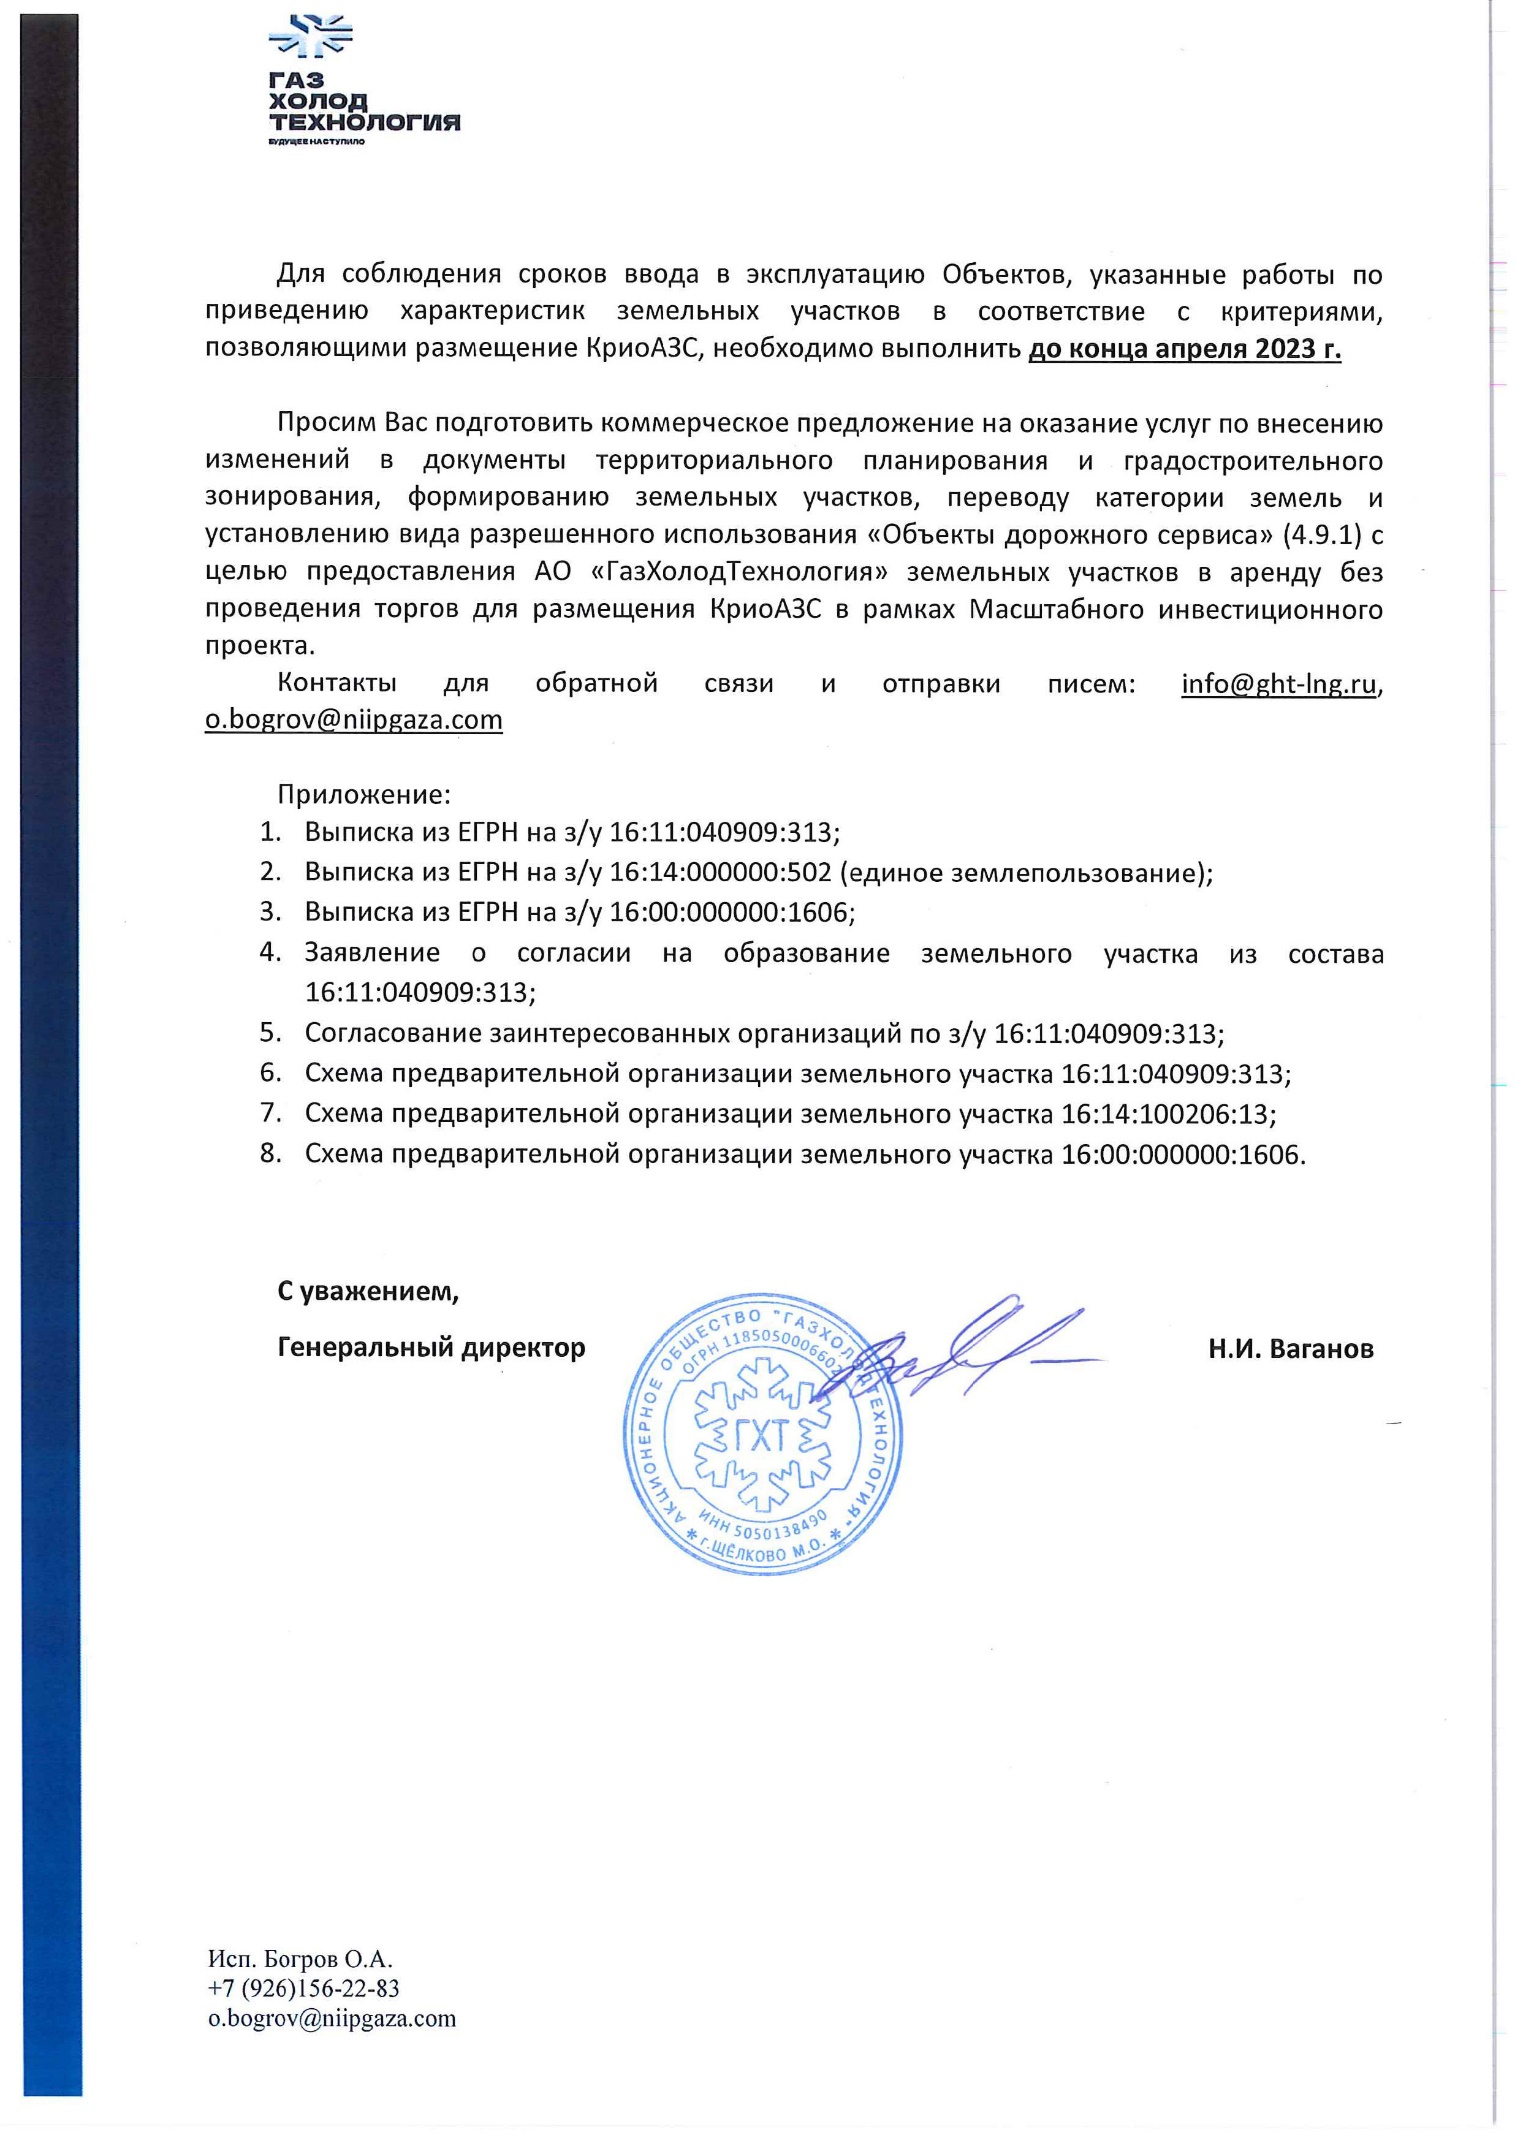 ГАЗ
ХОЛОД
ТЕХНОЛОГИЯ
БУДУЩЕЕ НАСТУПИЛО
Для соблюдения сроков ввода в эксплуатацию Объектов, указанные работы по
приведению характеристик земельных участков в соответствие с критериями,
позволяющими размещение КриоАЗС, необходимо выполнить до конца апреля 2023 г.
Просим Вас подготовить коммерческое предложение на оказание услуг по внесению
изменений в документы территориального планирования и градостроительного
зонирования, формированию земельных участков, переводу категории земель и
установлению вида разрешенного использования «Объекты дорожного сервиса» (4.9.1) с
целью предоставления АО «ГазХолодТехнология» земельных участков в аренду без
проведения торгов для размещения КриоАЗС в рамках Масштабного инвестиционного
проекта.
Контакты для обратной связи и отправки писем: info@ght-lng.ru,
o.bogrov@niipgaza.com
Приложение:
1. Выписка из ЕГРН на з/у 16:11:040909:313;
2. Выписка из ЕГРН на з/у 16:14:000000:502 (единое землепользование);
3. Выписка из ЕГРН на з/у 16:00:000000:1606;
4. Заявление о согласии на образование земельного участка из состава
16:11:040909:313;
5. Согласование заинтересованных организаций по з/у 16:11:040909:313;
6. Схема предварительной организации земельного участка 16:11:040909:313;
7. Схема предварительной организации земельного участка 16:14:100206:13;
8. Схема предварительной организации земельного участка 16:00:000000:1606.
С уважением,
Генеральный директор Н.И. Ваганов
АКЦИОНЕРНОЕ ОБЩЕСТВО "ГАЗХОЛОДТЕХНОЛОГИЯ"
ОГРН 1185050006602
ГХТ
ИНН 5050138490
* г.ЩЁЛКОВО М.О. *
Исп. Богров О.А.
+7 (926)156-22-83
o.bogrov@niipgaza.com